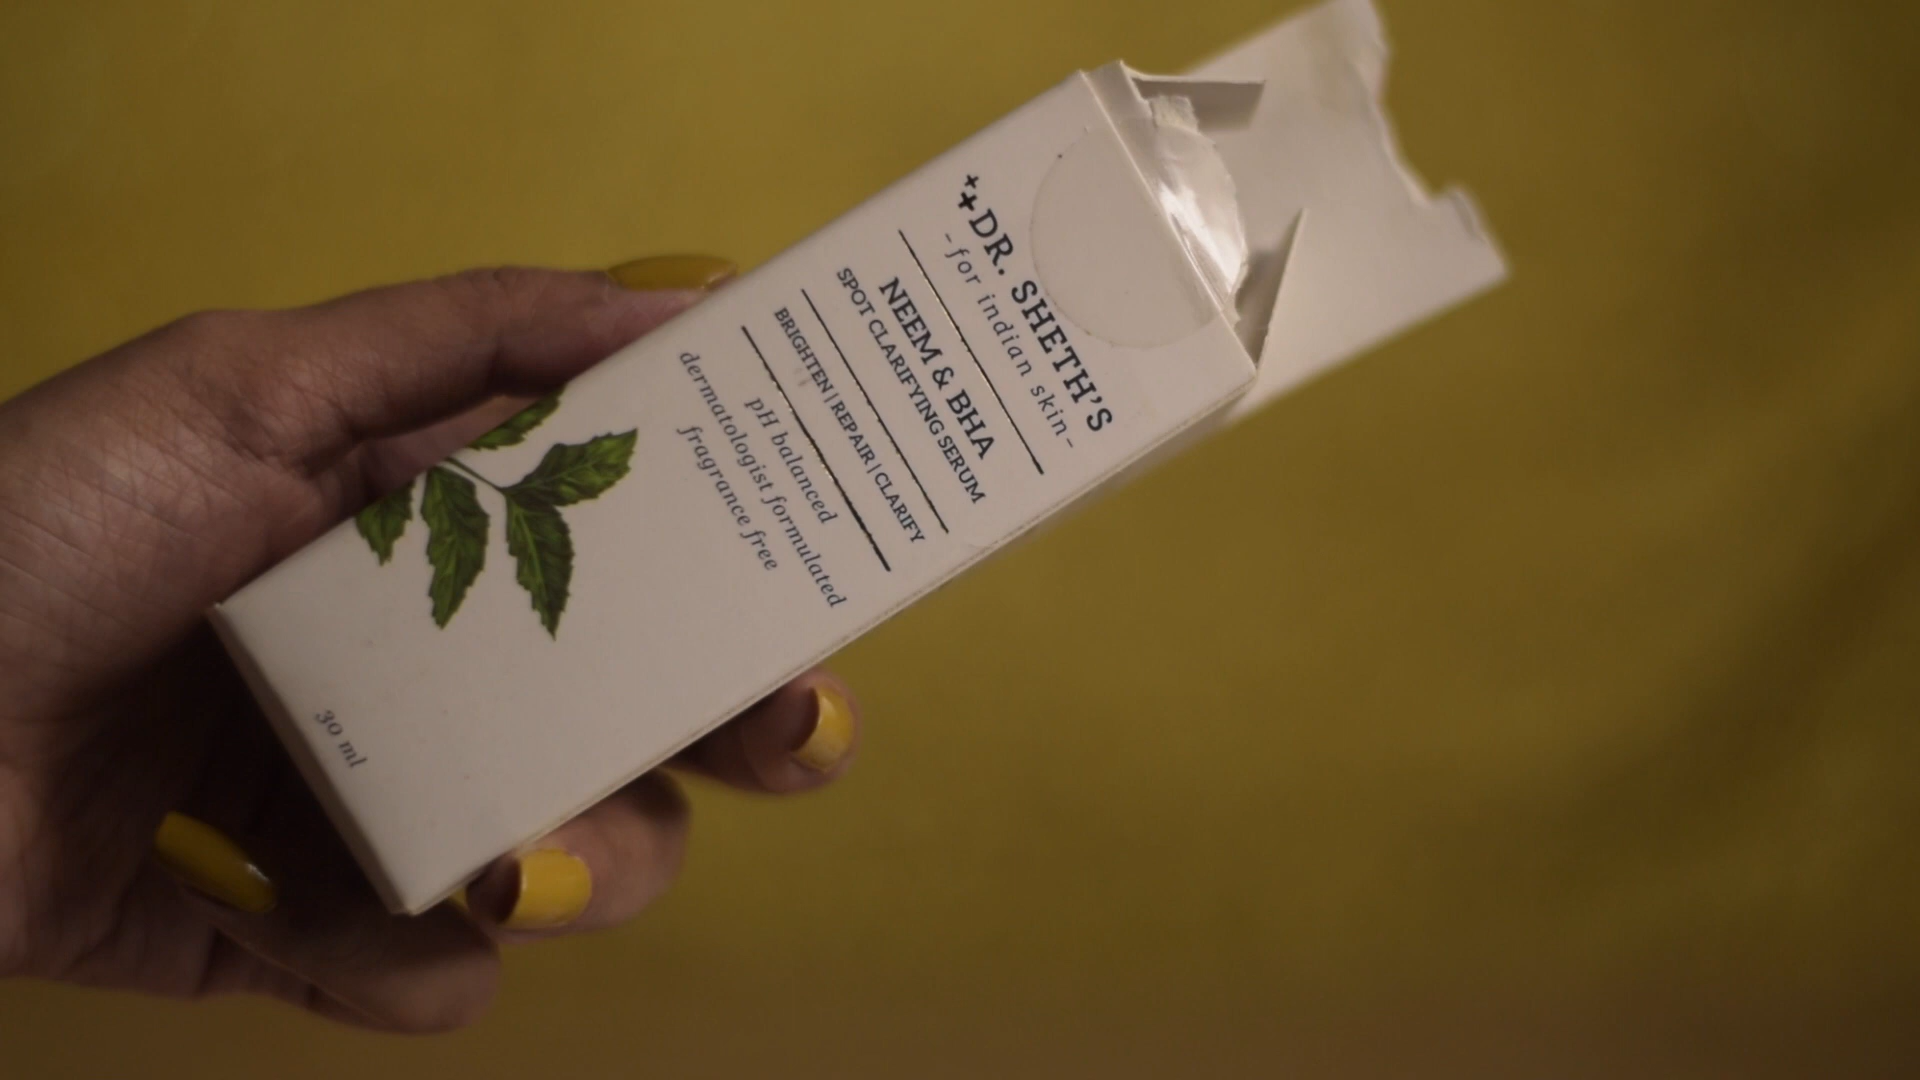 DR. SHETH'S
-for indian skin-
NEEM & BHA
SPOT CLARIFYING SERUM
BRIGHTEN | REPAIR | CLARIFY
pH balanced
dermatologist formulated
fragrance free
30 ml